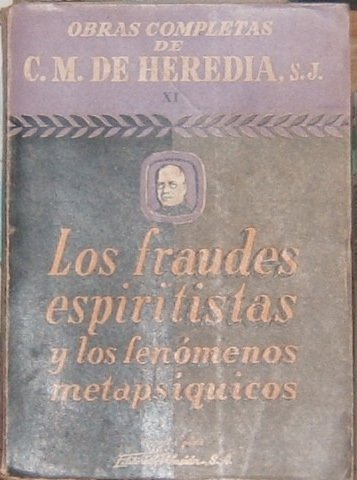 OBRAS COMPLETAS
DE
C. M. DE HEREDIA, S.J.
XI
Los fraudes
espiritistas
y los fenómenos
metapsíquicos
S.A.